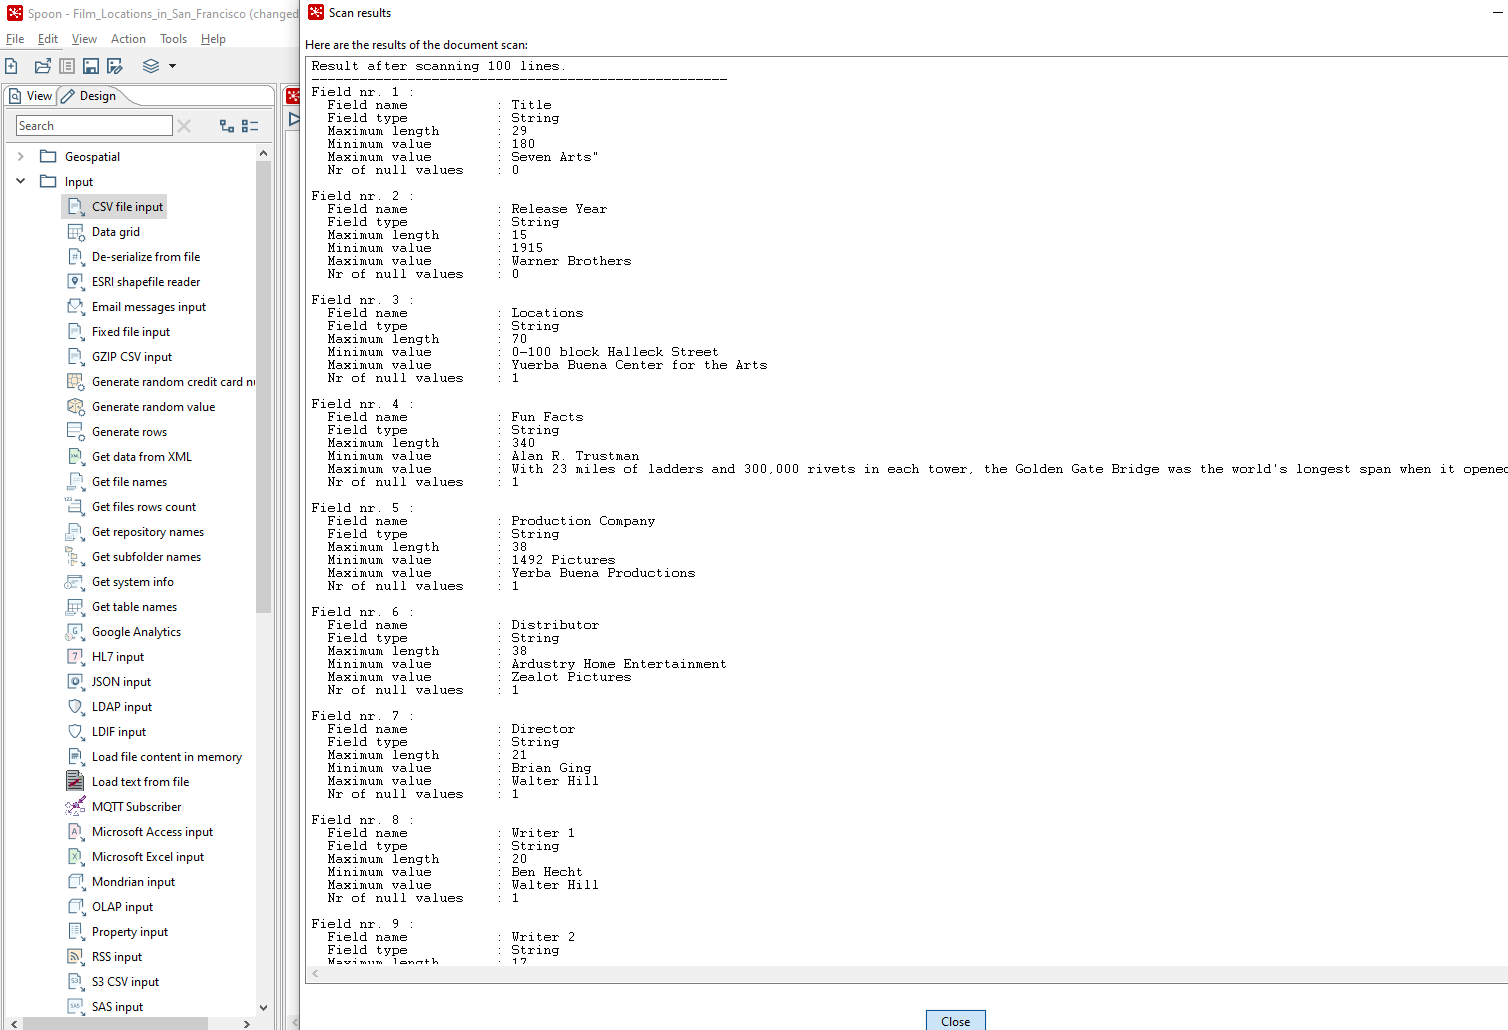 Spoon - Film_Locations_in_San_Francisco (changed
File Edit View Action Tools Help
View Design
Search
Geospatial
Input
CSV file input
Data grid
De-serialize from file
ESRI shapefile reader
Email messages input
Fixed file input
GZIP CSV input
Generate random credit card nu
Generate random value
Generate rows
Get data from XML
Get file names
Get files rows count
Get repository names
Get subfolder names
Get system info
Get table names
Google Analytics
HL7 input
JSON input
LDAP input
LDIF input
Load file content in memory
Load text from file
MQTT Subscriber
Microsoft Access input
Microsoft Excel input
Mondrian input
OLAP input
Property input
RSS input
S3 CSV input
SAS input
Scan results
Here are the results of the document scan:
Result after scanning 100 lines.
----------------------------------------------------
Field nr. 1 :
Field name : Title
Field type : String
Maximum length : 29
Minimum value : 180
Maximum value : Seven Arts"
Nr of null values : 0
Field nr. 2 :
Field name : Release Year
Field type : String
Maximum length : 15
Minimum value : 1915
Maximum value : Warner Brothers
Nr of null values : 0
Field nr. 3 :
Field name : Locations
Field type : String
Maximum length : 70
Minimum value : 0-100 block Halleck Street
Maximum value : Yuerba Buena Center for the Arts
Nr of null values : 1
Field nr. 4 :
Field name : Fun Facts
Field type : String
Maximum length : 340
Minimum value : Alan R. Trustman
Maximum value : With 23 miles of ladders and 300,000 rivets in each tower, the Golden Gate Bridge was the world's longest span when it opened
Nr of null values : 1
Field nr. 5 :
Field name : Production Company
Field type : String
Maximum length : 38
Minimum value : 1492 Pictures
Maximum value : Yerba Buena Productions
Nr of null values : 1
Field nr. 6 :
Field name : Distributor
Field type : String
Maximum length : 38
Minimum value : Ardustry Home Entertainment
Maximum value : Zealot Pictures
Nr of null values : 1
Field nr. 7 :
Field name : Director
Field type : String
Maximum length : 21
Minimum value : Brian Ging
Maximum value : Walter Hill
Nr of null values : 1
Field nr. 8 :
Field name : Writer 1
Field type : String
Maximum length : 20
Minimum value : Ben Hecht
Maximum value : Walter Hill
Nr of null values : 1
Field nr. 9 :
Field name : Writer 2
Field type : String
Maximum length : 17
Close